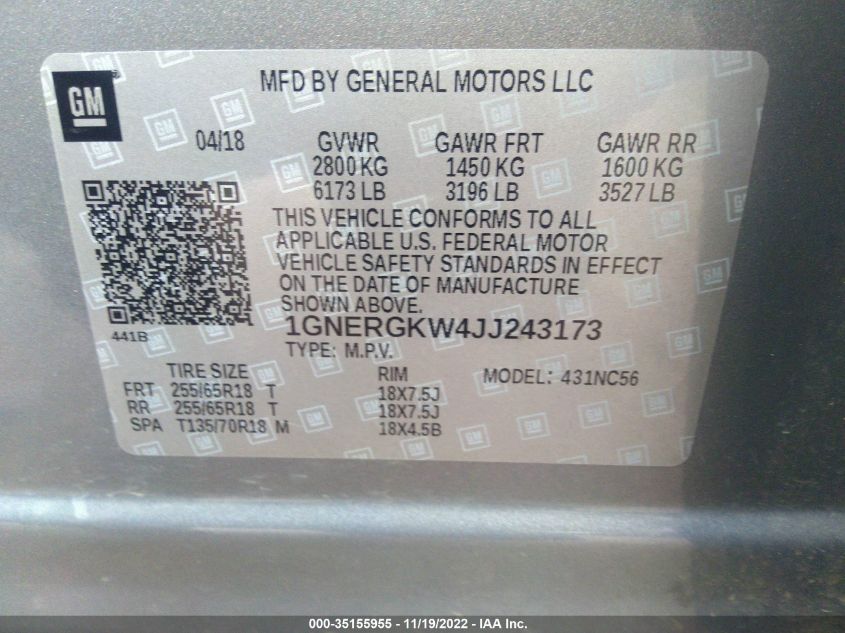 GM
MFD BY GENERAL MOTORS LLC
04/18 GVWR GAWR FRT GAWR RR
2800 KG 1450 KG 1600 KG
6173 LB 3196 LB 3527 LB
THIS VEHICLE CONFORMS TO ALL
APPLICABLE U.S. FEDERAL MOTOR
VEHICLE SAFETY STANDARDS IN EFFECT
ON THE DATE OF MANUFACTURE
SHOWN ABOVE.
1GNERGKW4JJ243173
441B
TYPE: M.P.V.
TIRE SIZE RIM MODEL: 431NC56
FRT 255/65R18 T 18X7.5J
RR 255/65R18 T 18X7.5J
SPA T135/70R18 M 18X4.5B
000-35155955 - 11/19/2022 - IAA Inc.